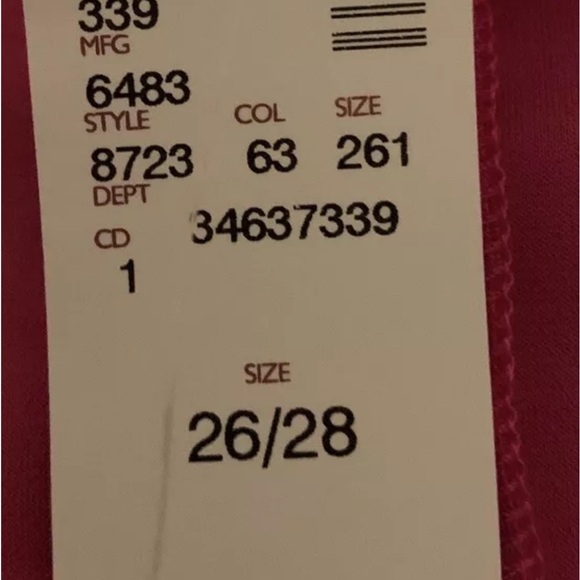 339
MFG
6483
STYLE COL SIZE
8723 63 261
DEPT
34637339
CD
1
SIZE
26/28